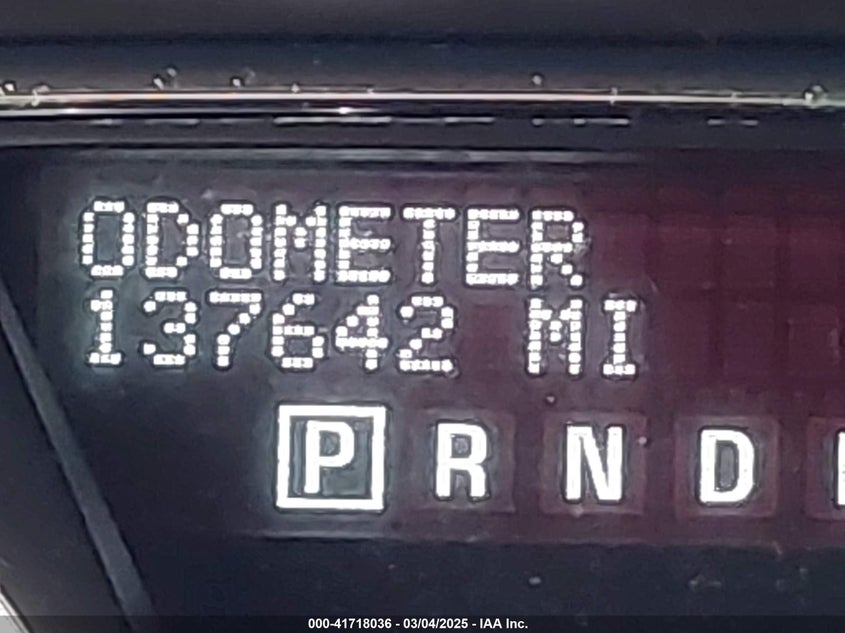 ODOMETER
137642 MI
P R N D
000-41718036 - 03/04/2025 - IAA Inc.